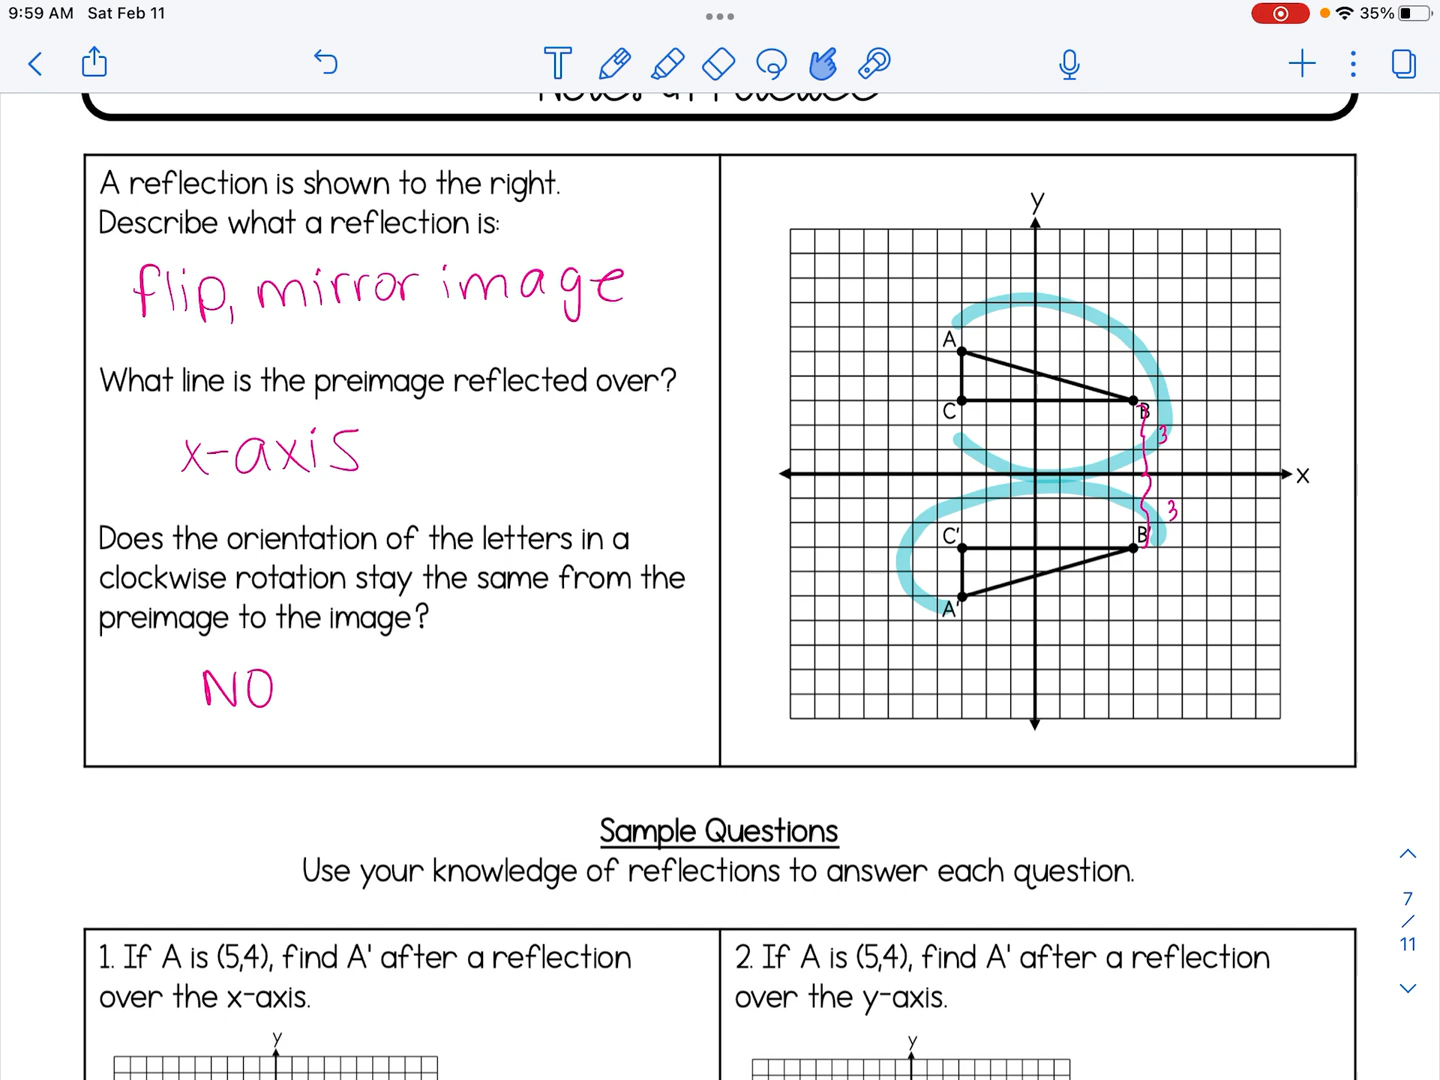 9:59 AM Sat Feb 11
35%
A reflection is shown to the right.
Describe what a reflection is:
flip, mirror image
What line is the preimage reflected over?
x-axis
Does the orientation of the letters in a
clockwise rotation stay the same from the
preimage to the image?
NO
y
A
C
B
3
x
3
C'
B'
A'
Sample Questions
Use your knowledge of reflections to answer each question.
1. If A is (5,4), find A' after a reflection
over the x-axis.
y
2. If A is (5,4), find A' after a reflection
over the y-axis.
y
7
/
11